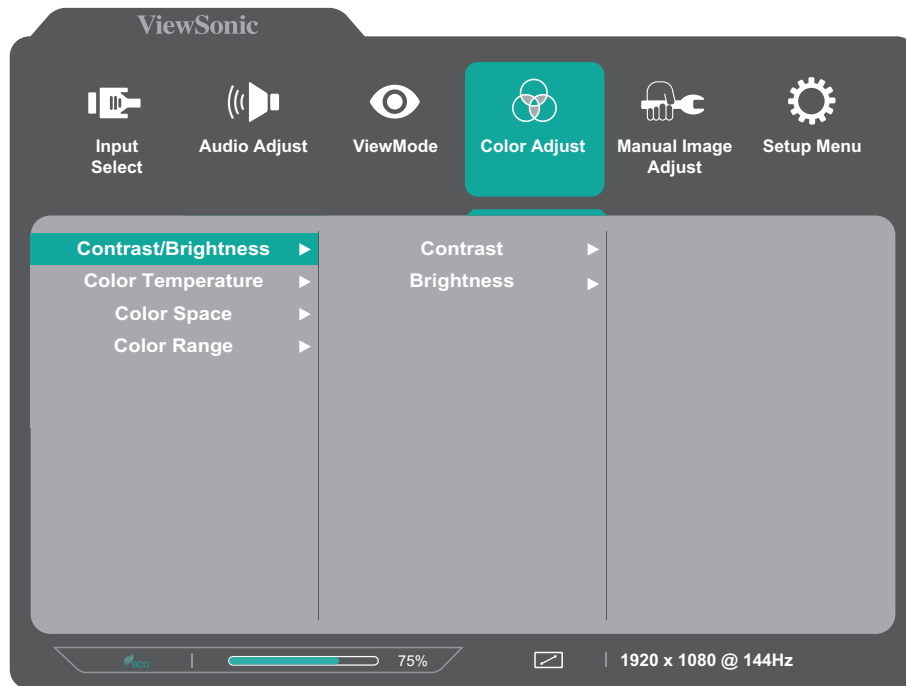 ViewSonic
Input Select
Audio Adjust
ViewMode
Color Adjust
Manual Image Adjust
Setup Menu
Contrast/Brightness
Color Temperature
Color Space
Color Range
Contrast
Brightness
eco
75%
1920 x 1080 @ 144Hz